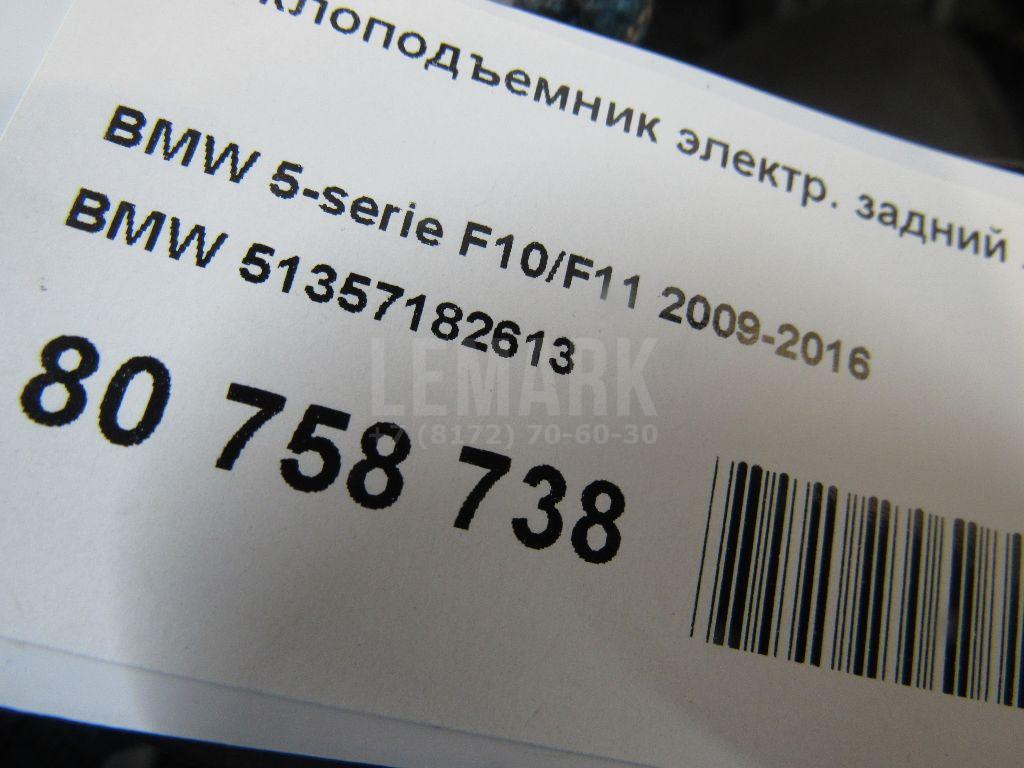 клоподъемник электр. задний
BMW 5-serie F10/F11 2009-2016
BMW 51357182613
80 758 738
LEMARK
+7 (8172) 70-60-30